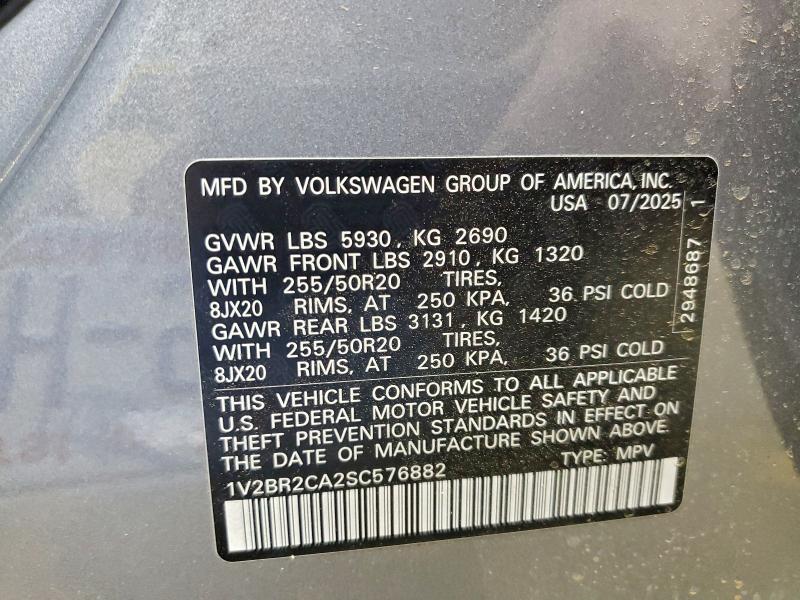 MFD BY VOLKSWAGEN GROUP OF AMERICA, INC.
USA 07/2025
GVWR LBS 5930, KG 2690
GAWR FRONT LBS 2910, KG 1320
WITH 255/50R20 TIRES,
8JX20 RIMS, AT 250 KPA, 36 PSI COLD
GAWR REAR LBS 3131, KG 1420
WITH 255/50R20 TIRES,
8JX20 RIMS, AT 250 KPA, 36 PSI COLD
THIS VEHICLE CONFORMS TO ALL APPLICABLE
U.S. FEDERAL MOTOR VEHICLE SAFETY AND
THEFT PREVENTION STANDARDS IN EFFECT ON
THE DATE OF MANUFACTURE SHOWN ABOVE.
TYPE: MPV
1V2BR2CA2SC576882
2948687 1